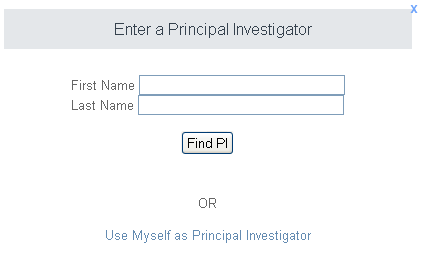 x
Enter a Principal Investigator
First Name
Last Name
Find PI
OR
Use Myself as Principal Investigator